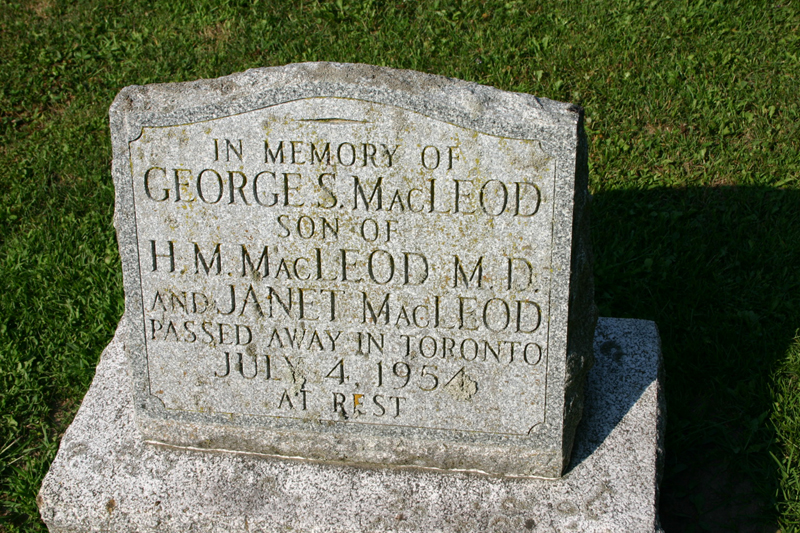 IN MEMORY OF
GEORGE S. MacLEOD
SON OF
H. M. MacLEOD M. D.
AND JANET MacLEOD
PASSED AWAY IN TORONTO
JULY 4, 1954
AT REST